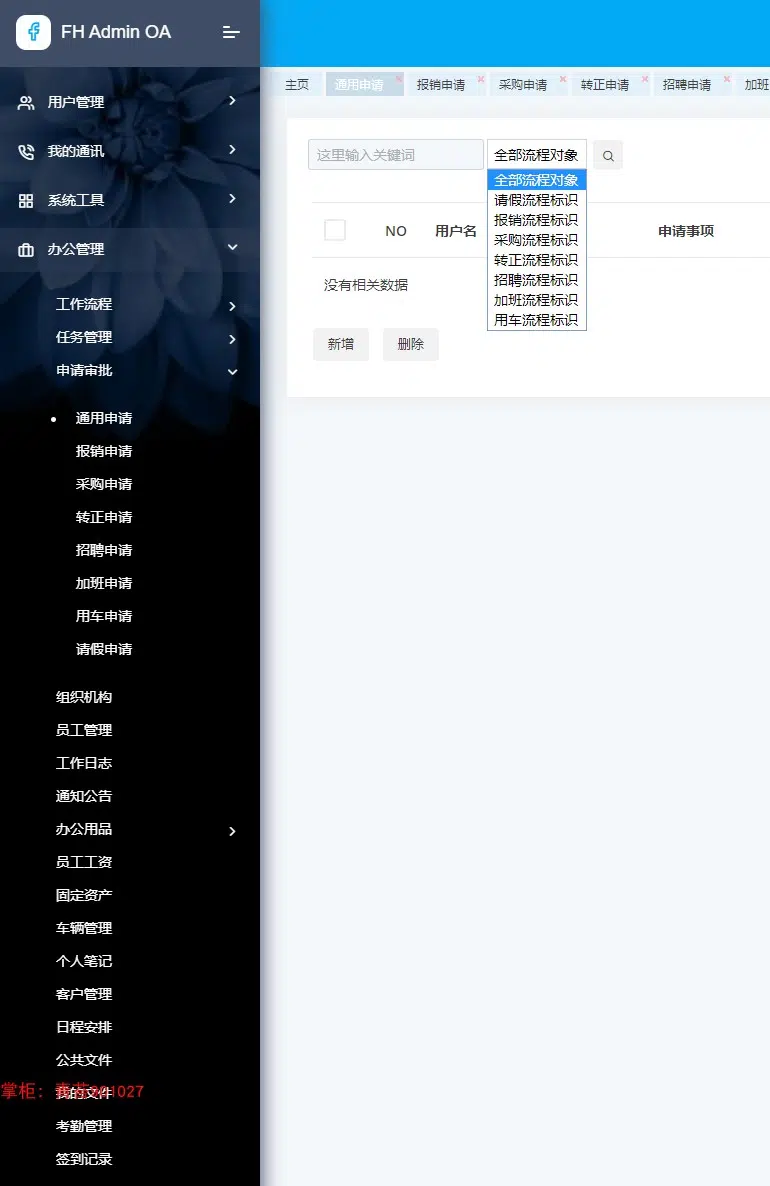 FH Admin OA
主页 通用申请 报销申请 采购申请 转正申请 招聘申请 加班
用户管理
我的通讯
系统工具
办公管理
工作流程
任务管理
申请审批
通用申请
报销申请
采购申请
转正申请
招聘申请
加班申请
用车申请
请假申请
组织机构
员工管理
工作日志
通知公告
办公用品
员工工资
固定资产
车辆管理
个人笔记
客户管理
日程安排
公共文件
掌柜：
我的文件
考勤管理
签到记录
这里输入关键词 全部流程对象
全部流程对象
请假流程标识
报销流程标识
采购流程标识
转正流程标识
招聘流程标识
加班流程标识
用车流程标识
NO 用户名 申请事项
没有相关数据
新增 删除